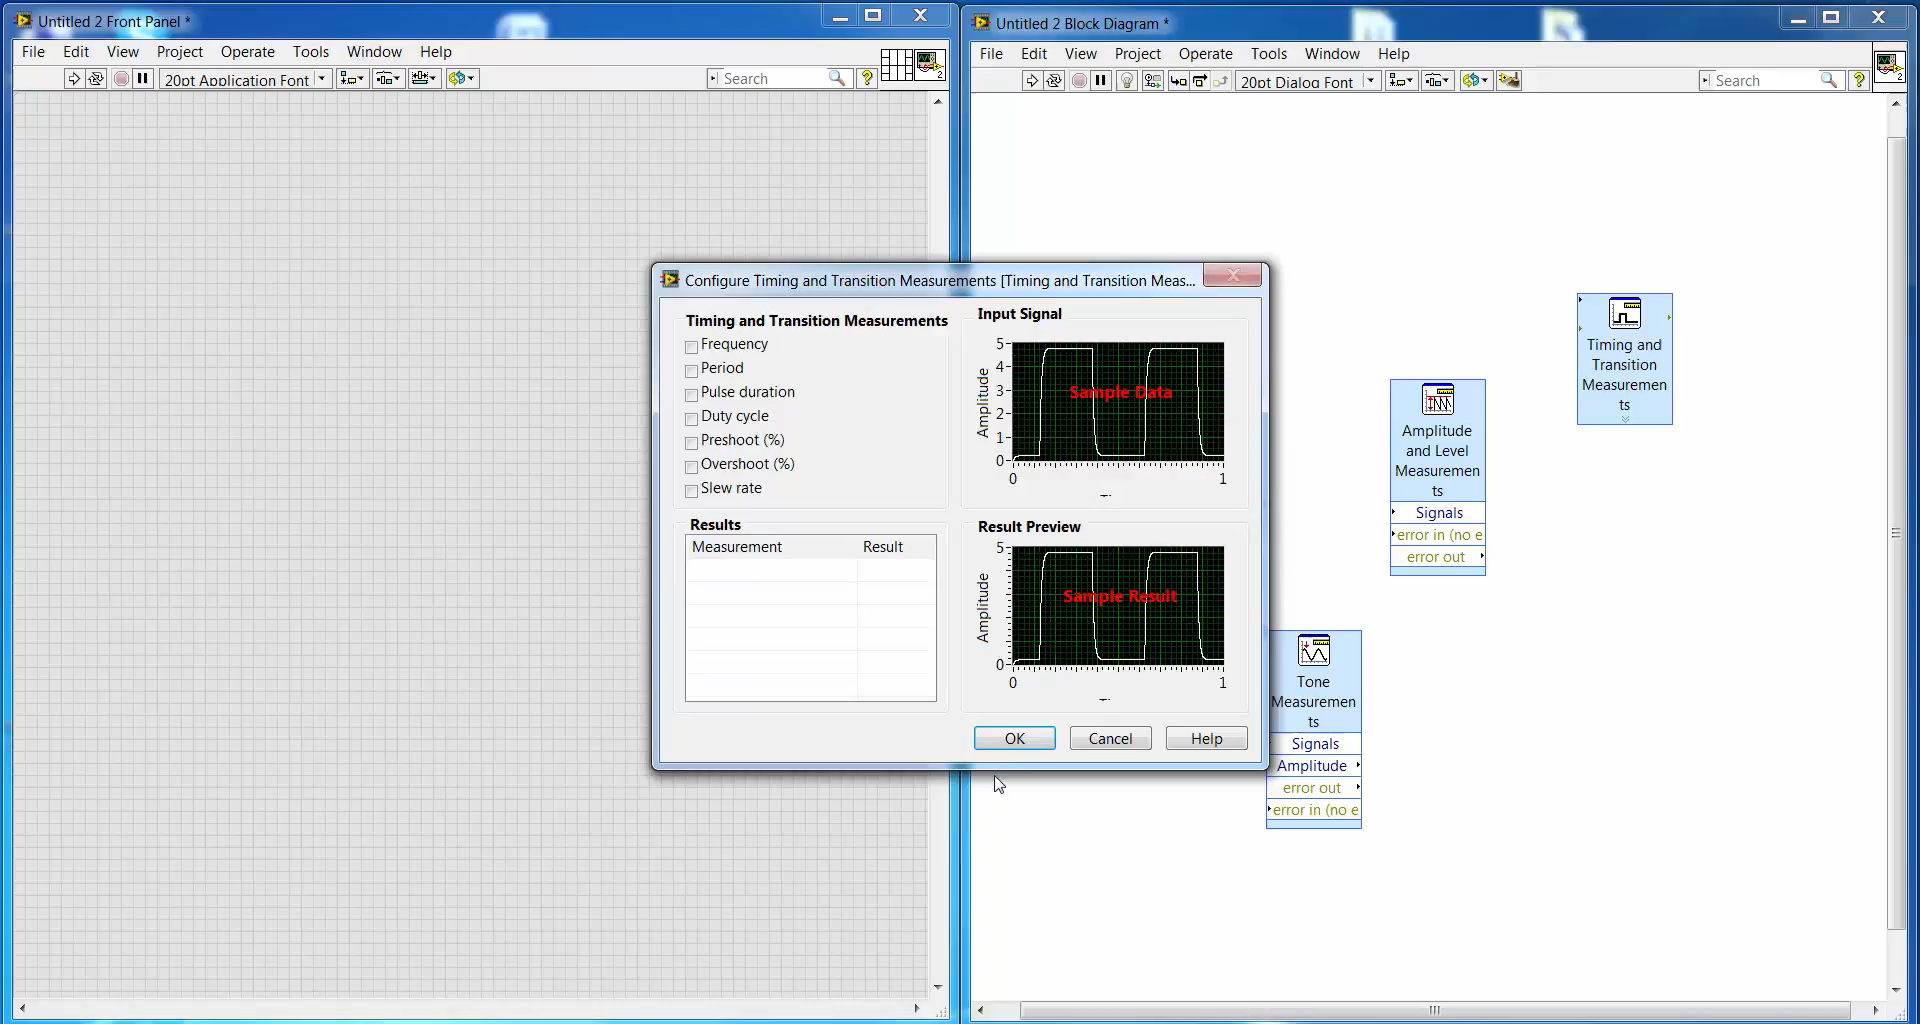 Untitled 2 Front Panel *
File Edit View Project Operate Tools Window Help
20pt Application Font
Search
?
2
Untitled 2 Block Diagram *
File Edit View Project Operate Tools Window Help
20pt Dialog Font
Search
?
2
Configure Timing and Transition Measurements [Timing and Transition Meas...
Timing and Transition Measurements
Frequency
Period
Pulse duration
Duty cycle
Preshoot (%)
Overshoot (%)
Slew rate
Results
Measurement Result
Input Signal
Amplitude
5
4
3
2
1
0
Sample Data
0 1
Result Preview
Amplitude
5
0
Sample Result
0 1
OK Cancel Help
Timing and
Transition
Measuremen
ts
Amplitude
and Level
Measuremen
ts
Signals
error in (no e
error out
Tone
Measuremen
ts
Signals
Amplitude
error out
error in (no e